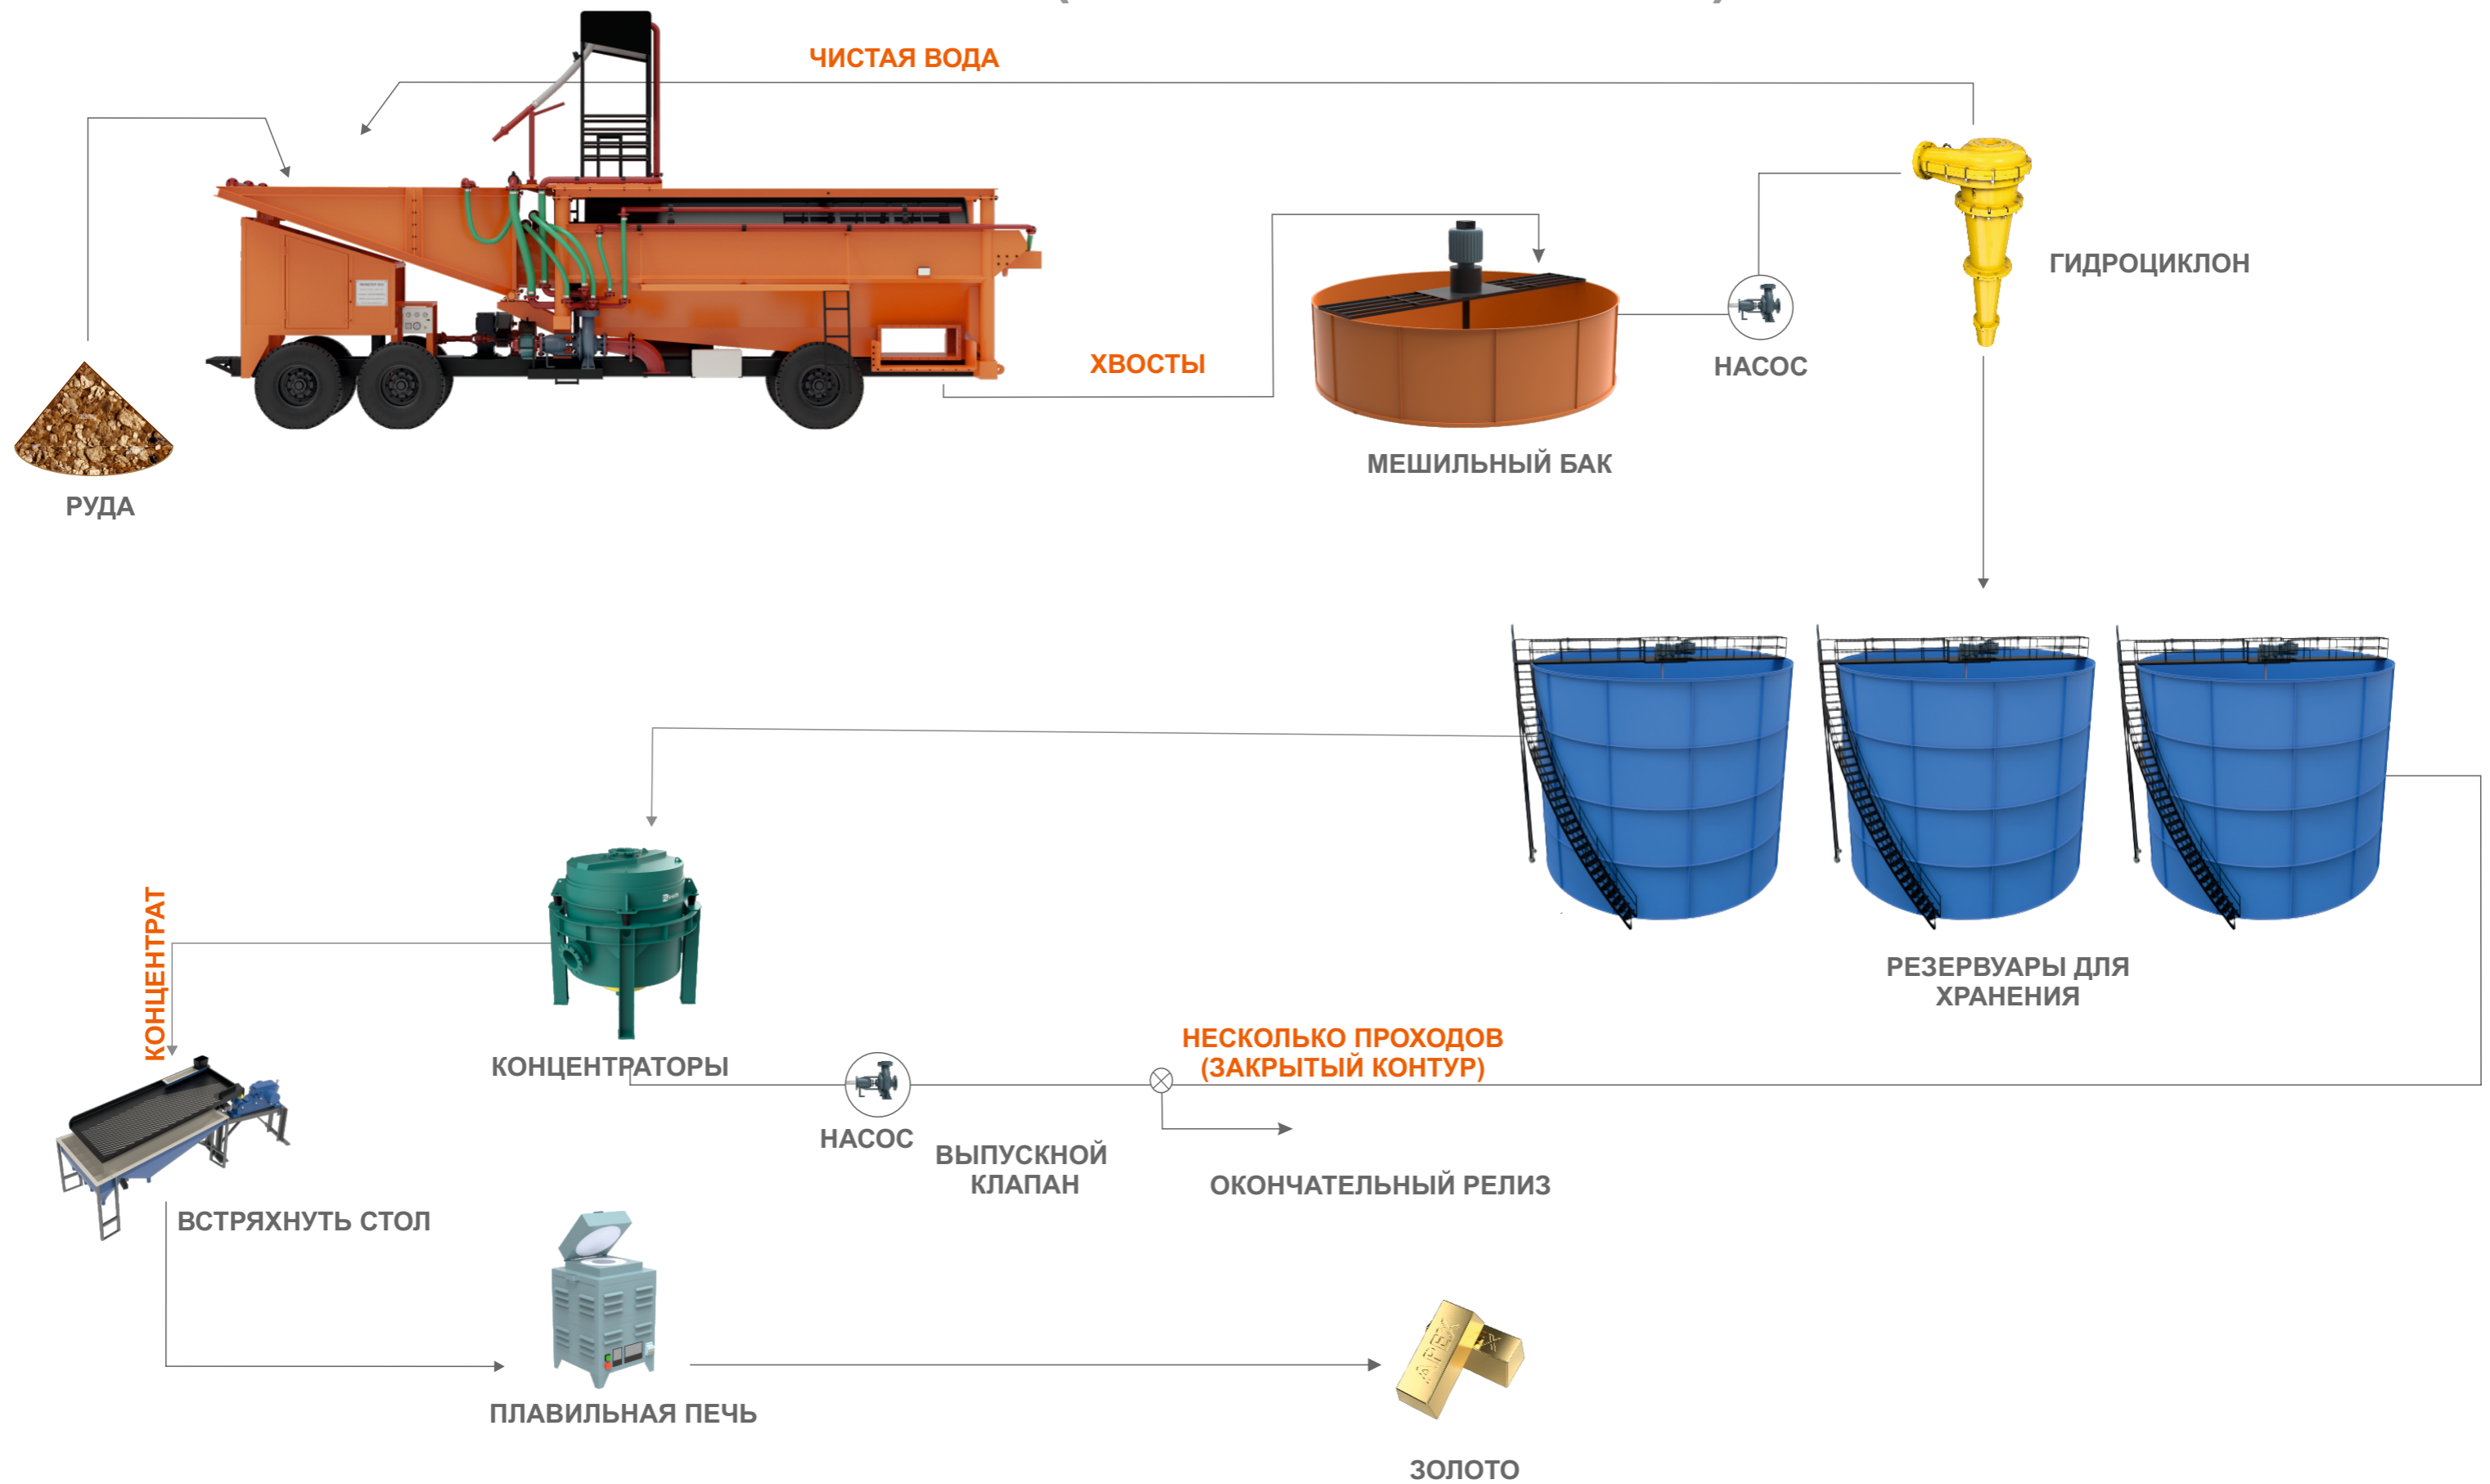 ЧИСТАЯ ВОДА
ГИДРОЦИКЛОН
ХВОСТЫ
НАСОС
МЕШИЛЬНЫЙ БАК
РУДА
КОНЦЕНТРАТ
РЕЗЕРВУАРЫ ДЛЯ
ХРАНЕНИЯ
КОНЦЕНТРАТОРЫ
НЕСКОЛЬКО ПРОХОДОВ
(ЗАКРЫТЫЙ КОНТУР)
НАСОС
ВЫПУСКНОЙ
КЛАПАН
ОКОНЧАТЕЛЬНЫЙ РЕЛИЗ
ВСТРЯХНУТЬ СТОЛ
APEX
ПЛАВИЛЬНАЯ ПЕЧЬ
ЗОЛОТО